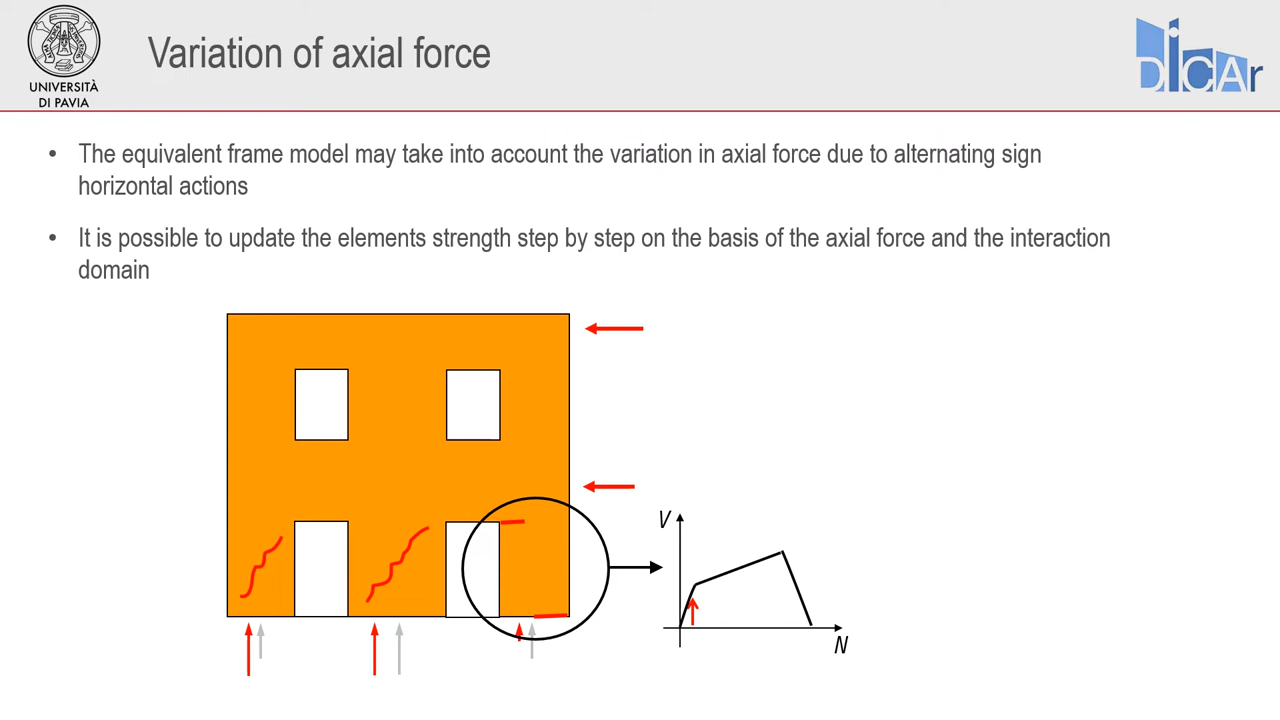 Variation of axial force
UNIVERSITÀ
DI PAVIA
DICAr
• The equivalent frame model may take into account the variation in axial force due to alternating sign
horizontal actions
• It is possible to update the elements strength step by step on the basis of the axial force and the interaction
domain
V
N